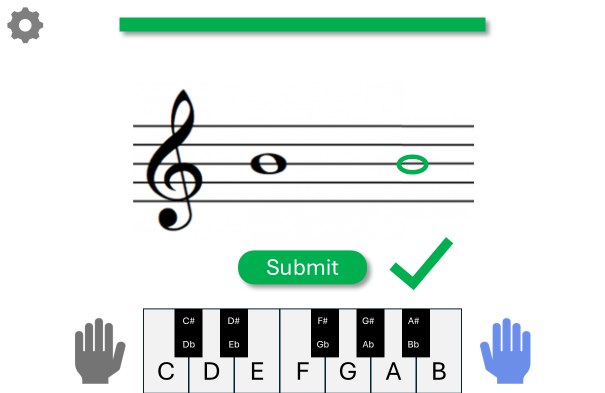 Submit
C# D# F# G# A#
Db Eb Gb Ab Bb
C D E F G A B